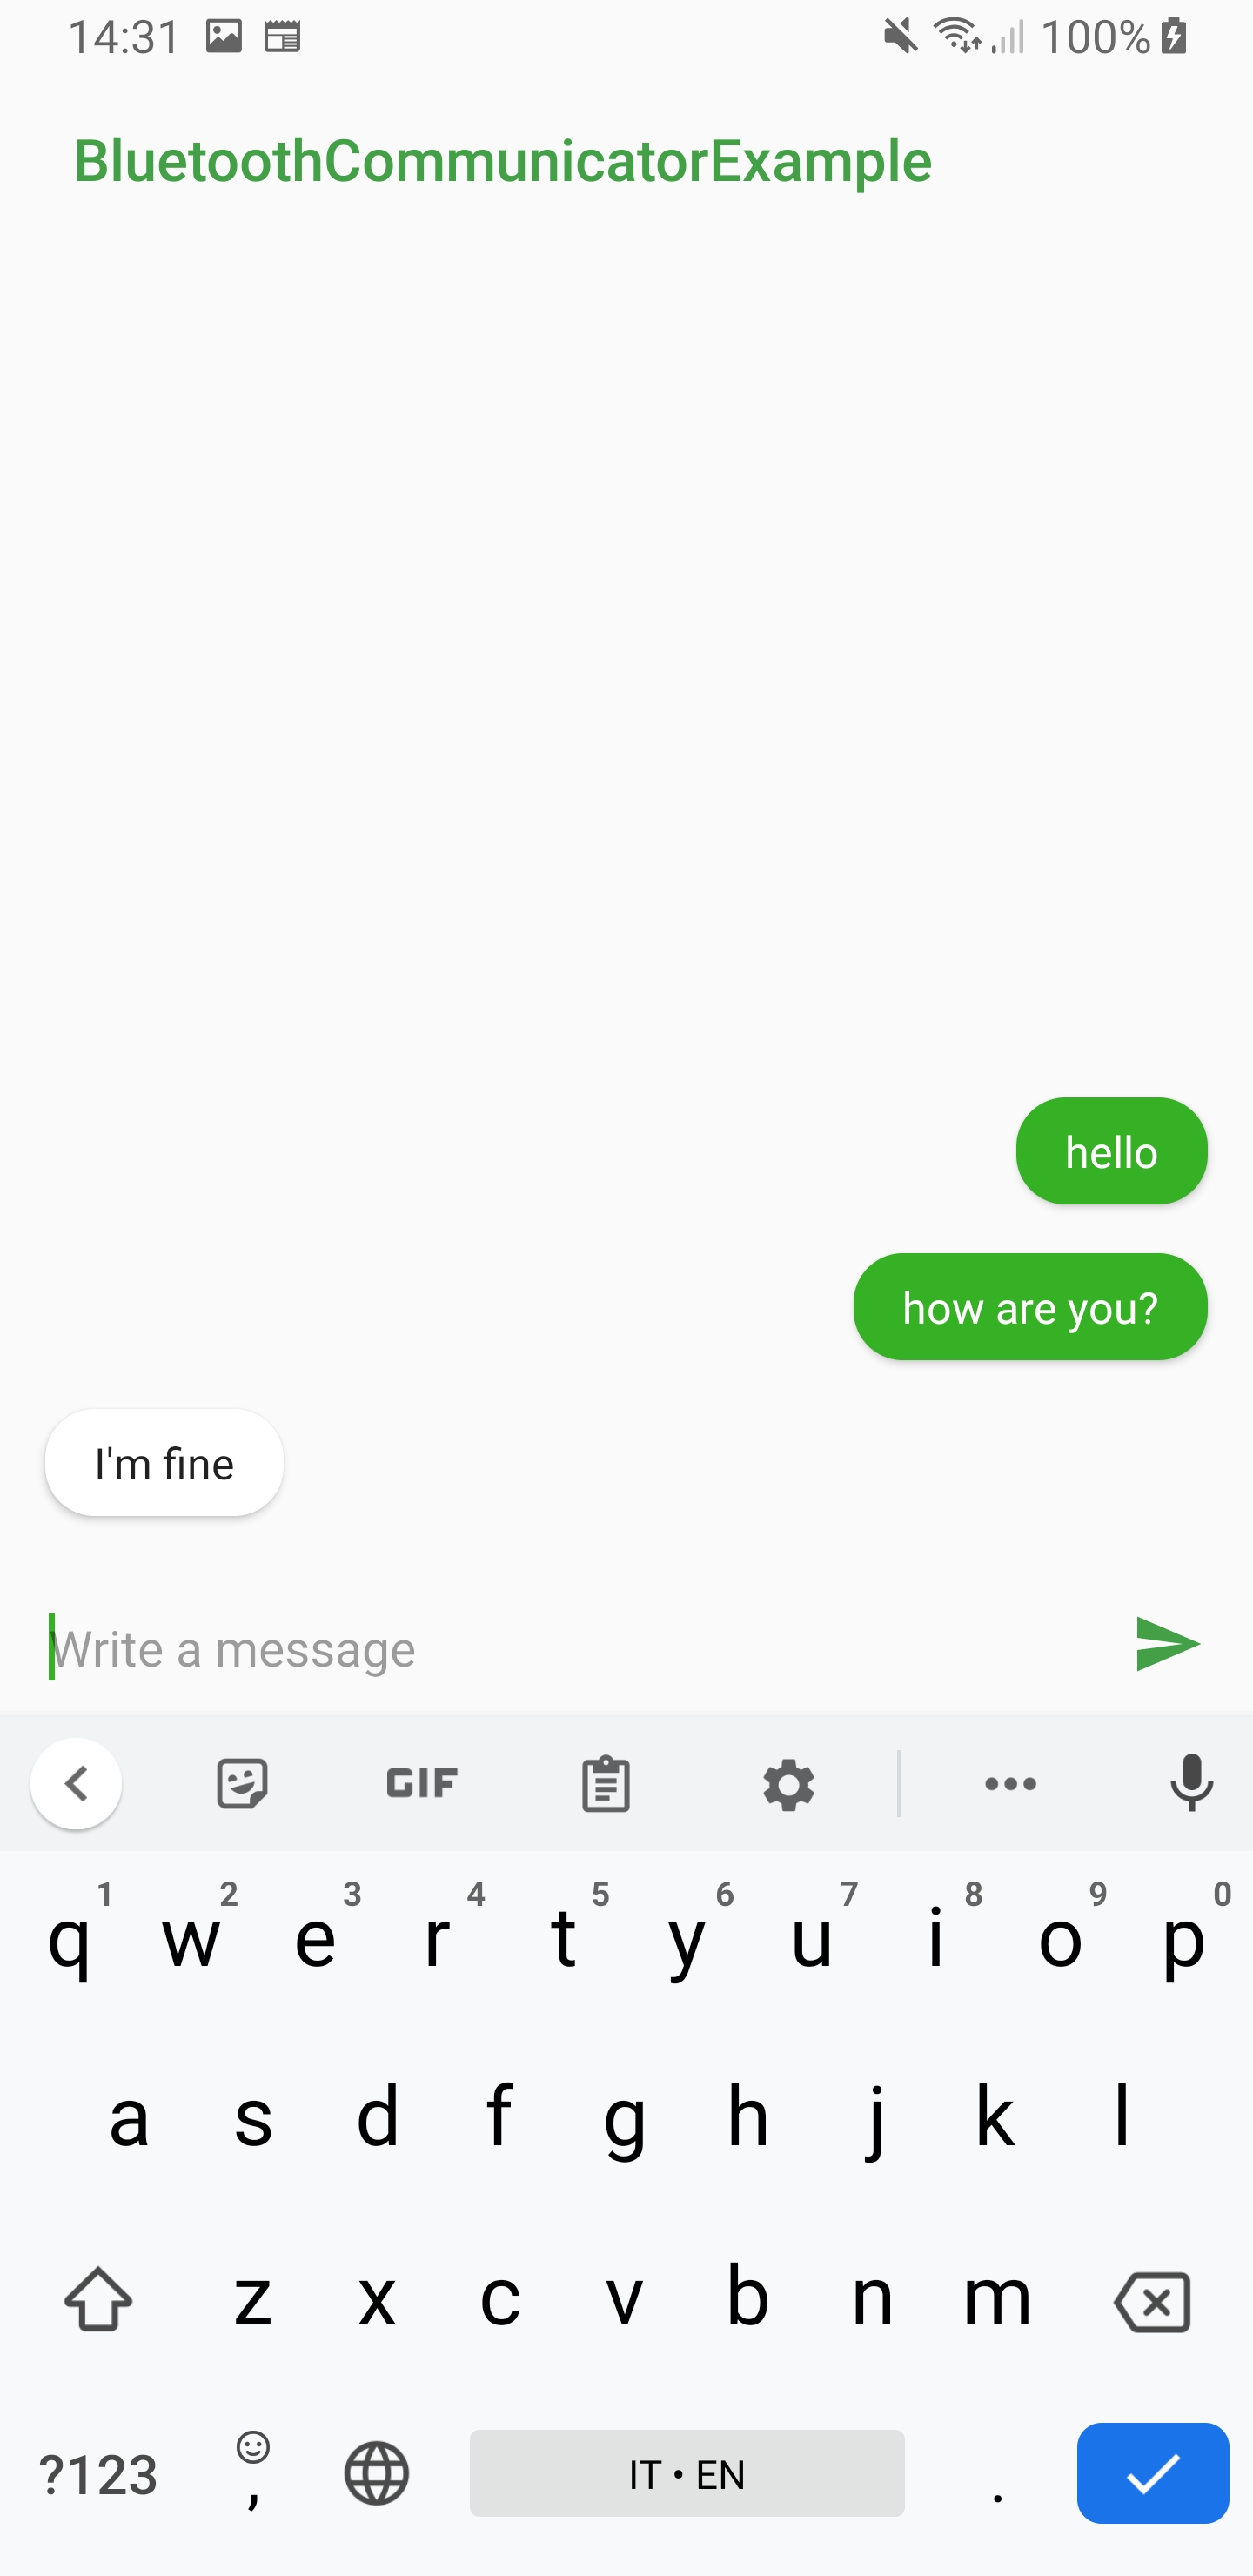 14:31 100%
BluetoothCommunicatorExample
hello
how are you?
I'm fine
Write a message
GIF
1 2 3 4 5 6 7 8 9 0
q w e r t y u i o p
a s d f g h j k l
z x c v b n m
?123 , IT • EN .